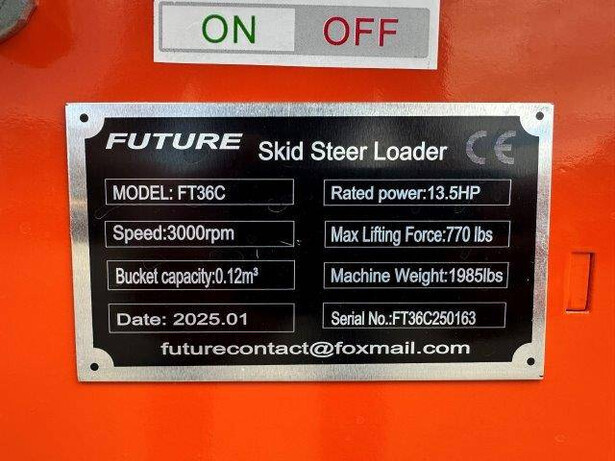 ON OFF
FUTURE Skid Steer Loader CE
MODEL: FT36C
Rated power:13.5HP
Speed:3000rpm
Max Lifting Force:770 lbs
Bucket capacity:0.12m³
Machine Weight:1985lbs
Date: 2025.01
Serial No.:FT36C250163
futurecontact@foxmail.com